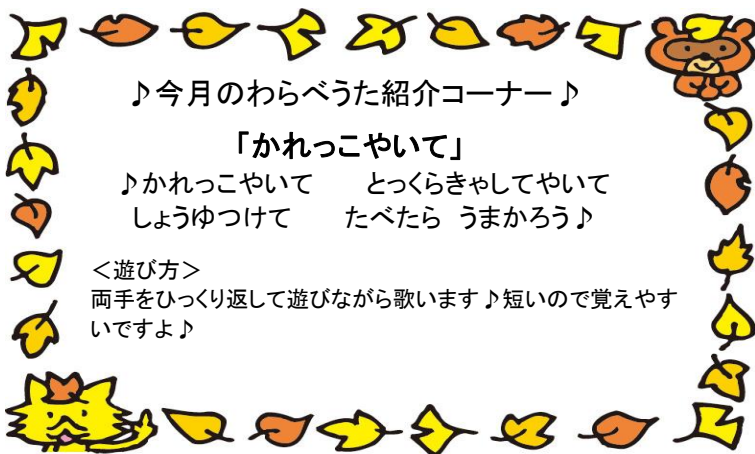 ♪今月のわらべうた紹介コーナー♪
「かれっこやいて」
♪かれっこやいて　　とっくらきゃしてやいて
しょうゆつけて　　たべたら うまかろう♪
＜遊び方＞
両手をひっくり返して遊びながら歌います♪短いので覚えやす
いですよ♪